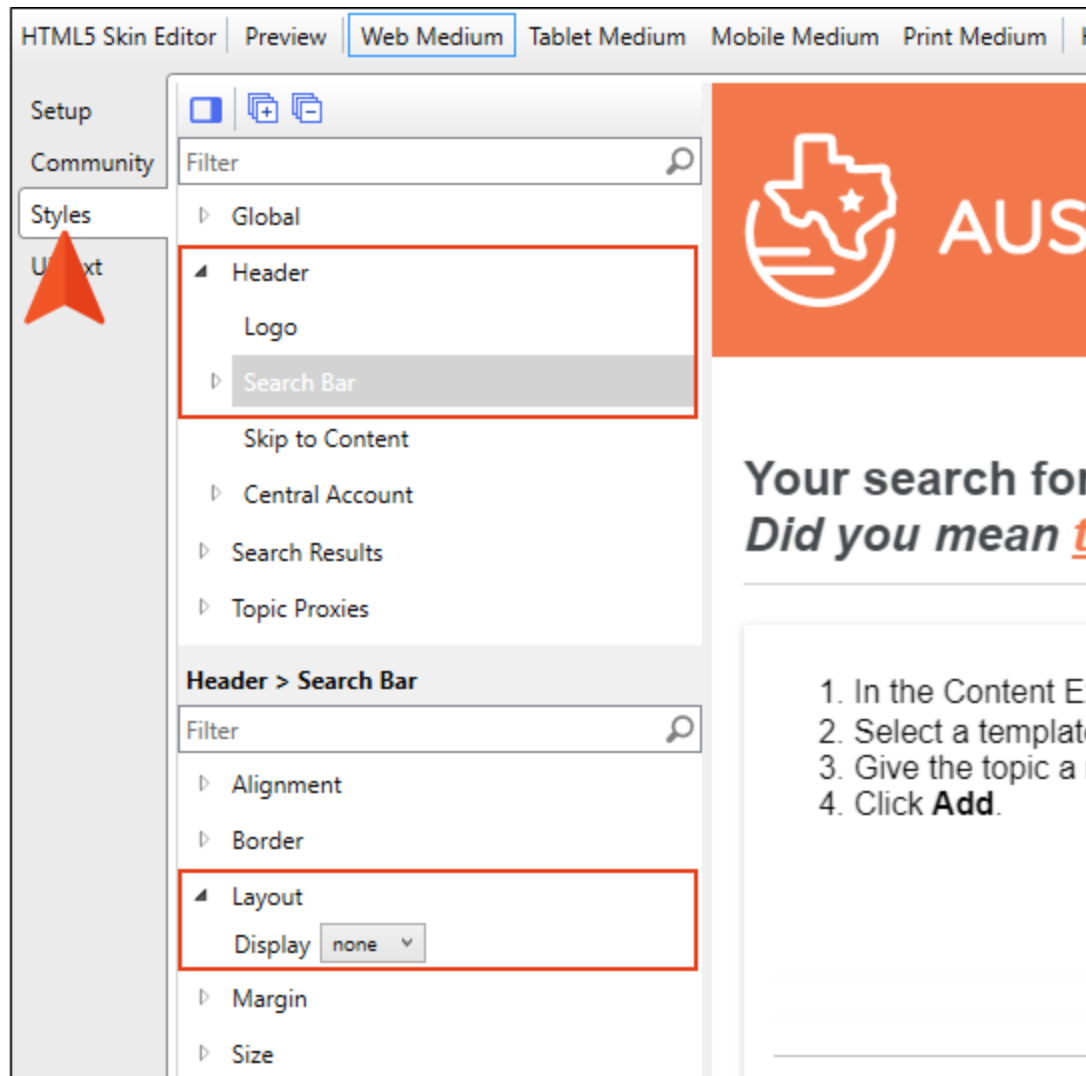 HTML5 Skin Editor Preview Web Medium Tablet Medium Mobile Medium Print Medium
Setup
Community
Styles
Filter
Global
Header
Logo
Search Bar
Skip to Content
Central Account
Search Results
Topic Proxies
Header > Search Bar
Filter
Alignment
Border
Layout
Display none
Margin
Size
AUS
Your search for
Did you mean
1. In the Content
2. Select a
3. Give the topic a
4. Click Add.